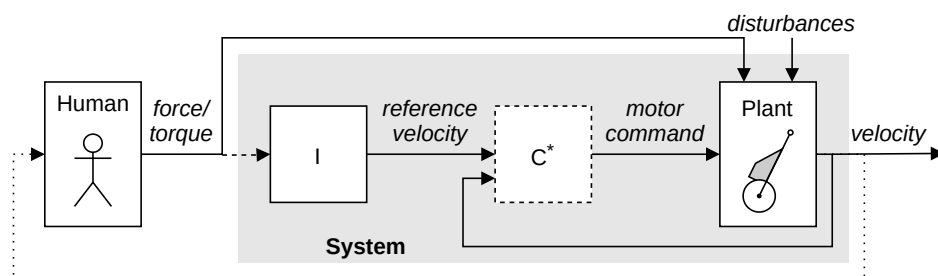 disturbances
Human
force/
torque
I
reference
velocity
C*
motor
command
Plant
velocity
System